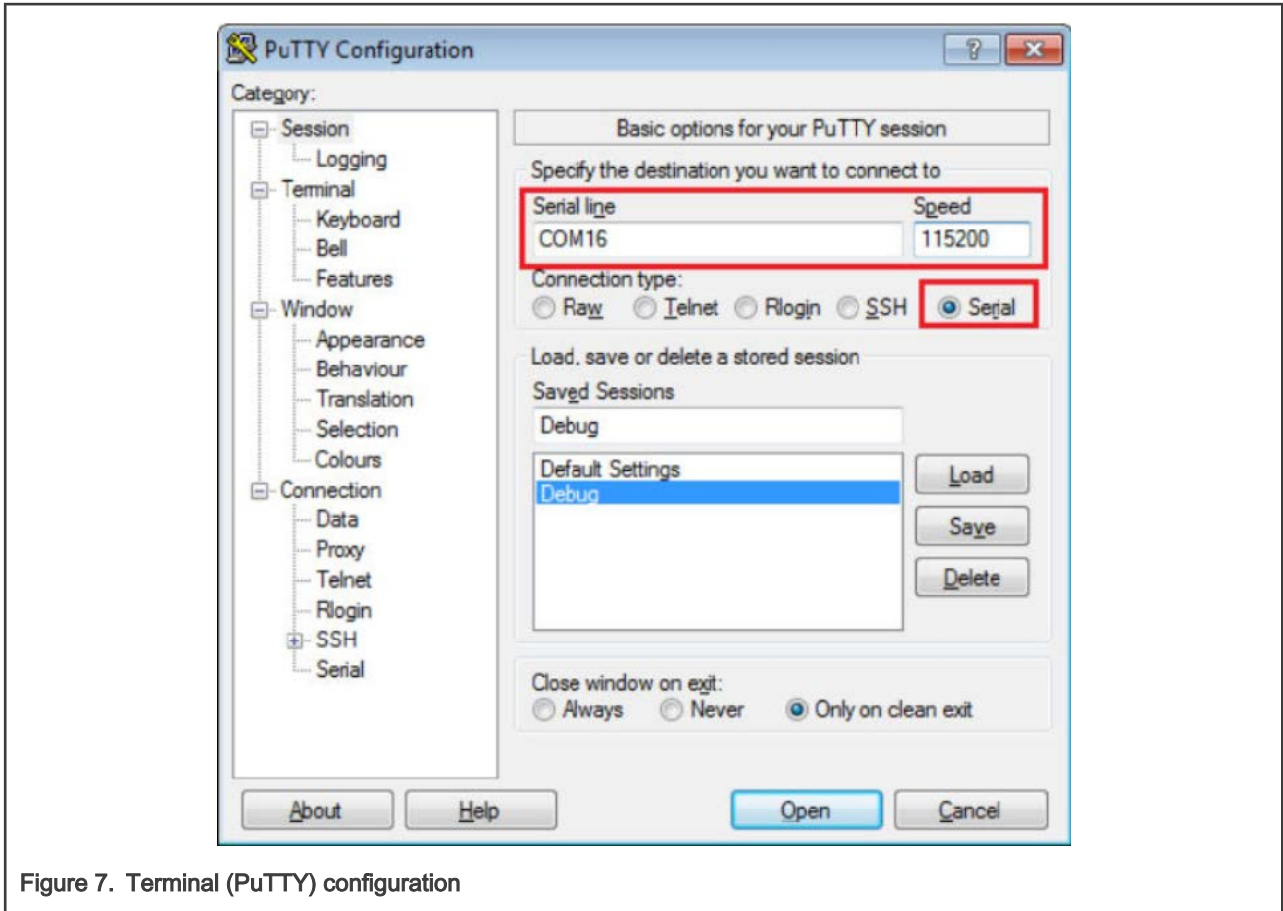 PuTTY Configuration
Category:
Session
Logging
Terminal
Keyboard
Bell
Features
Window
Appearance
Behaviour
Translation
Selection
Colours
Connection
Data
Proxy
Telnet
Rlogin
SSH
Serial
Basic options for your PuTTY session
Specify the destination you want to connect to
Serial line Speed
COM16 115200
Connection type:
Raw Telnet Rlogin SSH Serial
Load, save or delete a stored session
Saved Sessions
Debug
Default Settings
Debug
Load
Save
Delete
Close window on exit:
Always Never Only on clean exit
About Help Open Cancel
Figure 7. Terminal (PuTTY) configuration